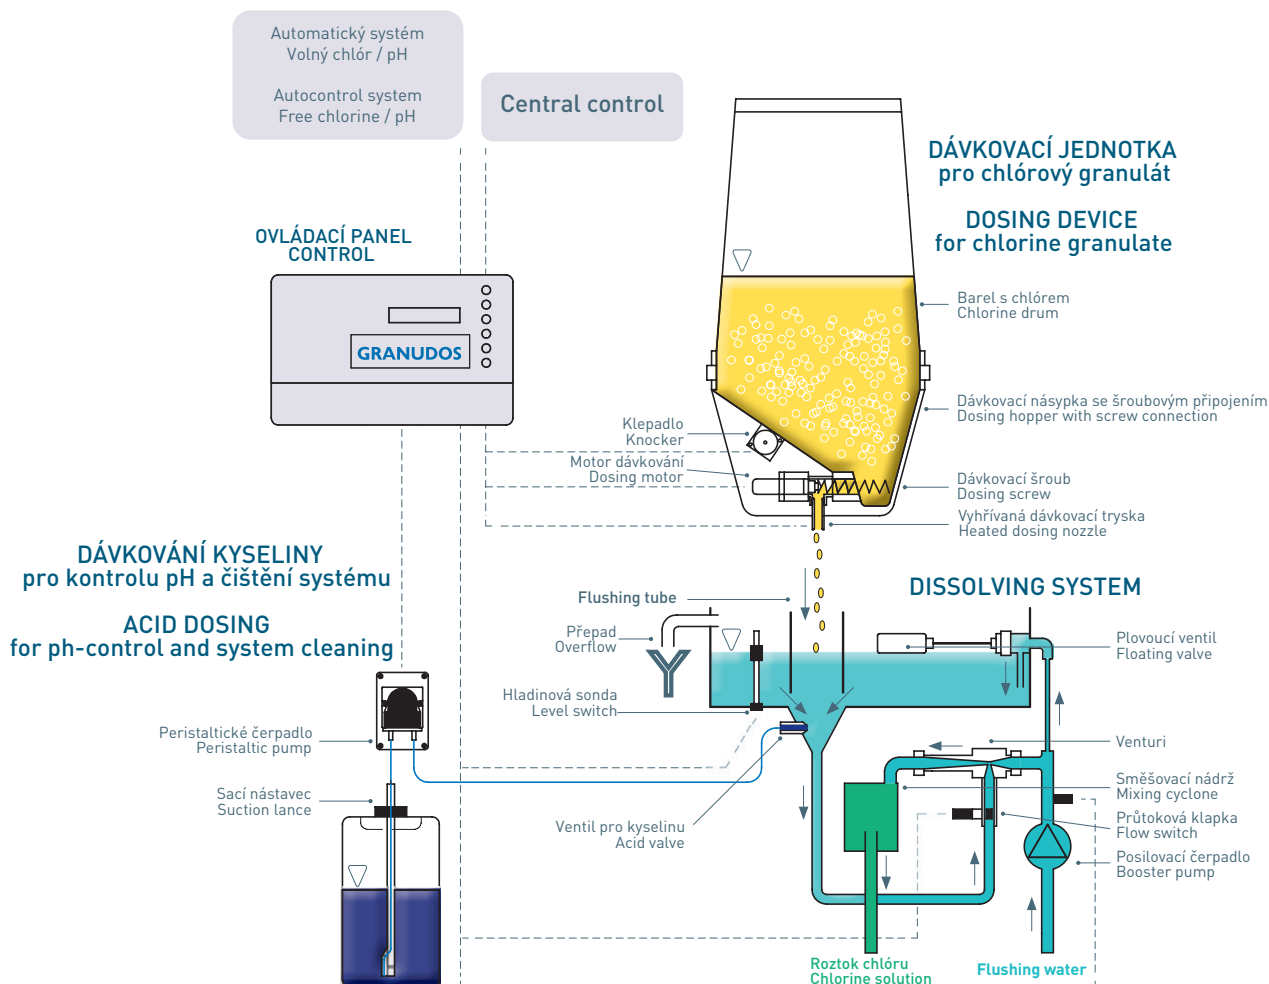 Automatický systém
Volný chlór / pH
Autocontrol system
Free chlorine / pH
Central control
DÁVKOVACÍ JEDNOTKA
pro chlórový granulát
DOSING DEVICE
for chlorine granulate
OVLÁDACÍ PANEL
CONTROL
GRANUDOS
Barel s chlórem
Chlorine drum
Dávkovací násypka se šroubovým připojením
Dosing hopper with screw connection
Klepadlo
Knocker
Motor dávkování
Dosing motor
Dávkovací šroub
Dosing screw
Vyhřívaná dávkovací tryska
Heated dosing nozzle
DÁVKOVÁNÍ KYSELINY
pro kontrolu pH a čištění systému
ACID DOSING
for ph-control and system cleaning
Flushing tube
DISSOLVING SYSTEM
Přepad
Overflow
Plovoucí ventil
Floating valve
Hladinová sonda
Level switch
Peristaltické čerpadlo
Peristaltic pump
Venturi
Sací nástavec
Suction lance
Směšovací nádrž
Mixing cyclone
Ventil pro kyselinu
Acid valve
Průtoková klapka
Flow switch
Posilovací čerpadlo
Booster pump
Roztok chlóru
Chlorine solution
Flushing water